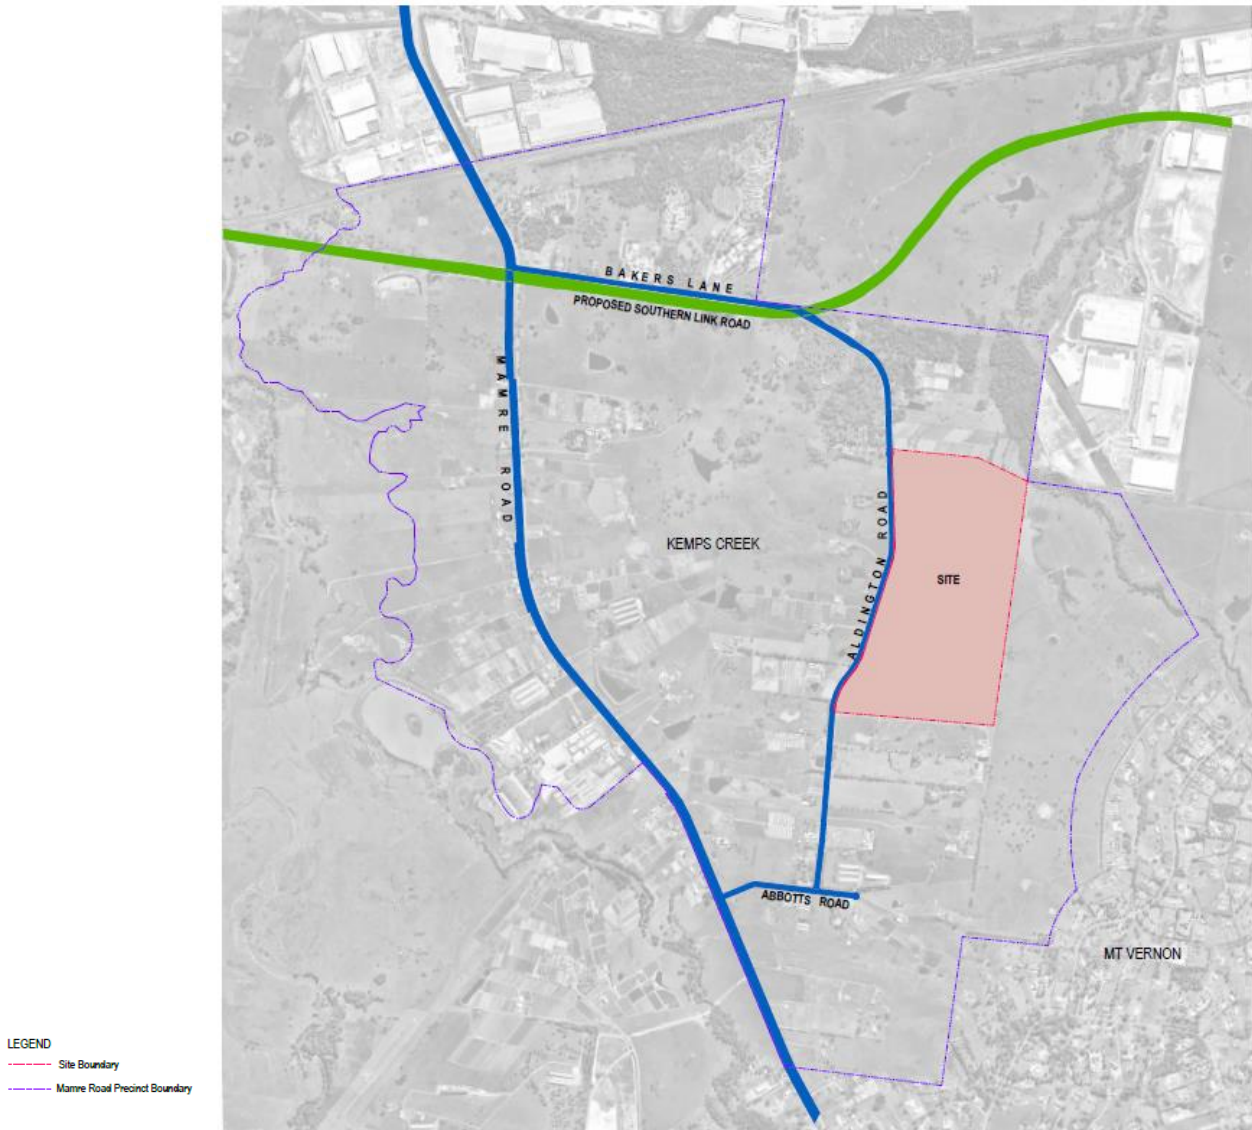 BAKERS LANE
PROPOSED SOUTHERN LINK ROAD
MAMRE ROAD
KEMPS CREEK
ALDINGTON ROAD
SITE
ABBOTTS ROAD
MT VERNON
LEGEND
Site Boundary
Mamre Road Precinct Boundary